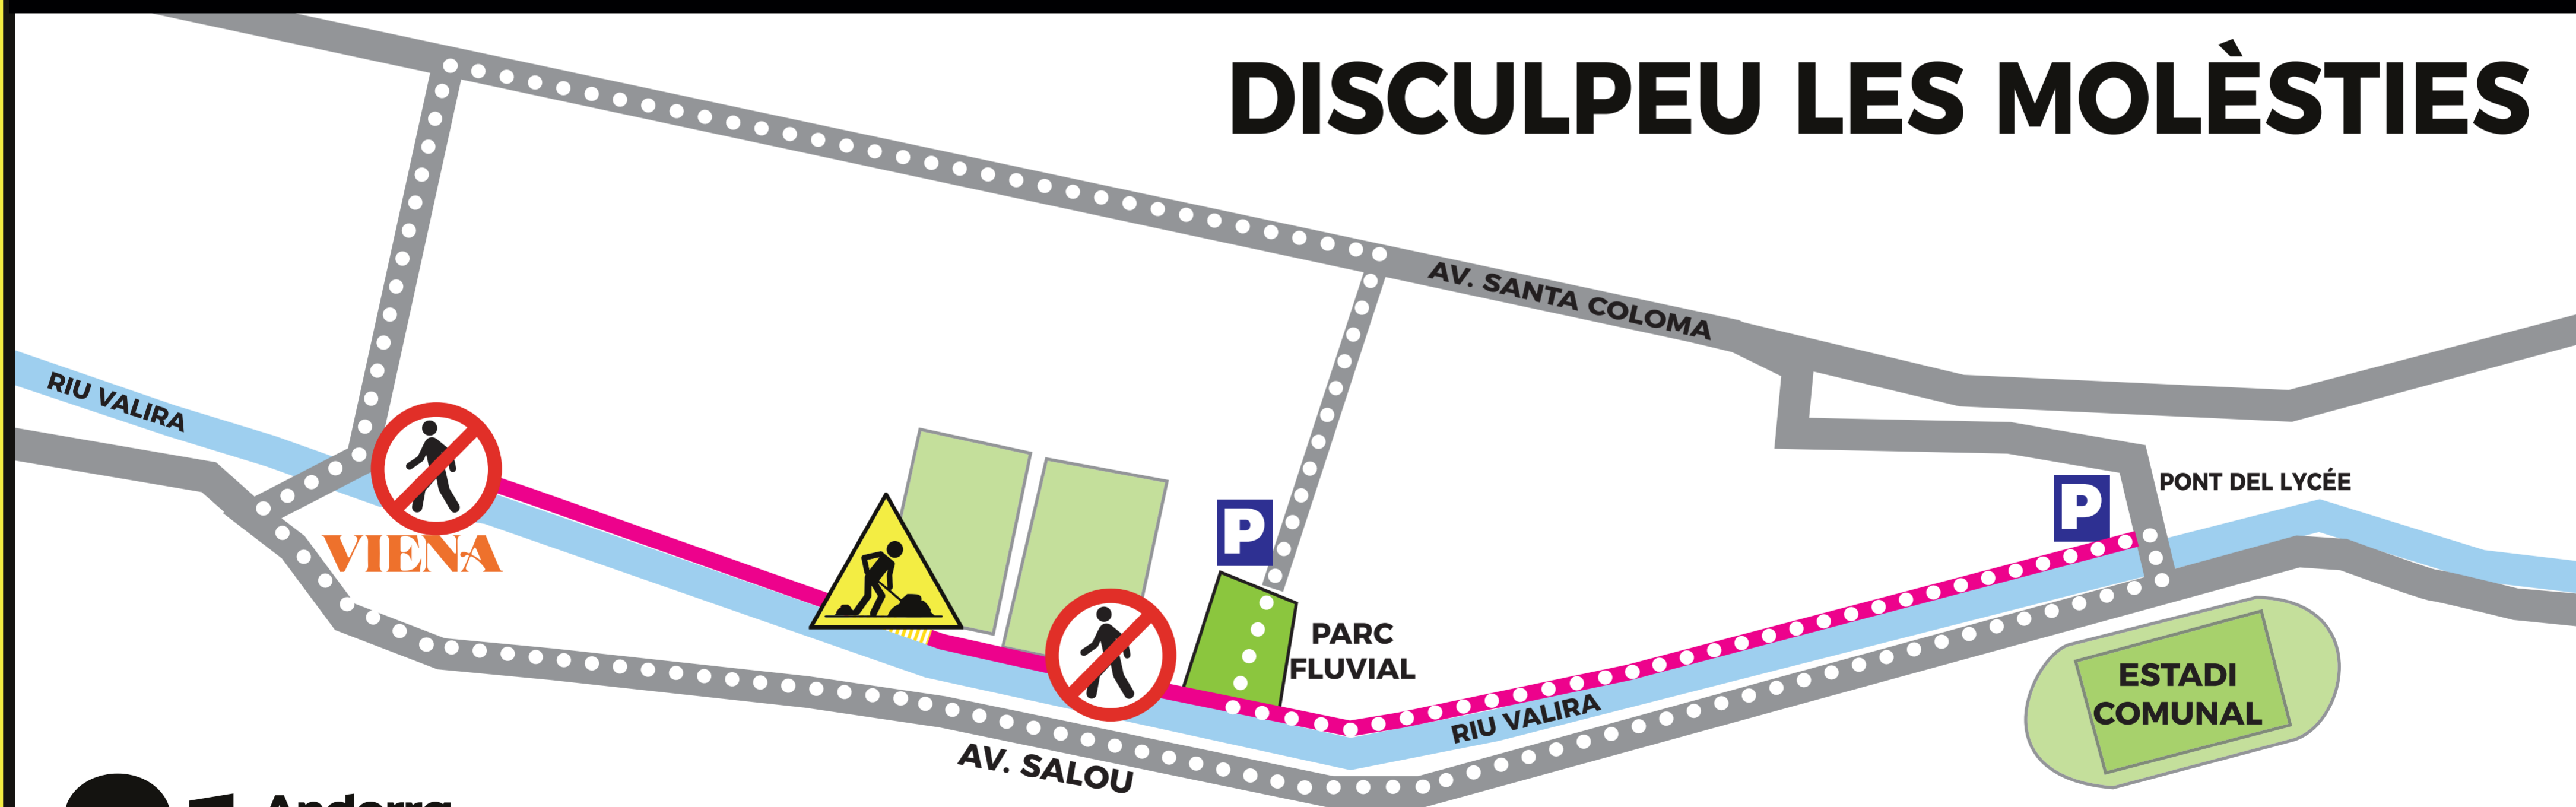 DISCULPEU LES MOLÈSTIES
AV. SANTA COLOMA
RIU VALIRA
PONT DEL LYCÉE
P
P
VIENA
PARC
FLUVIAL
ESTADI
COMUNAL
RIU VALIRA
AV. SALOU
Andorra